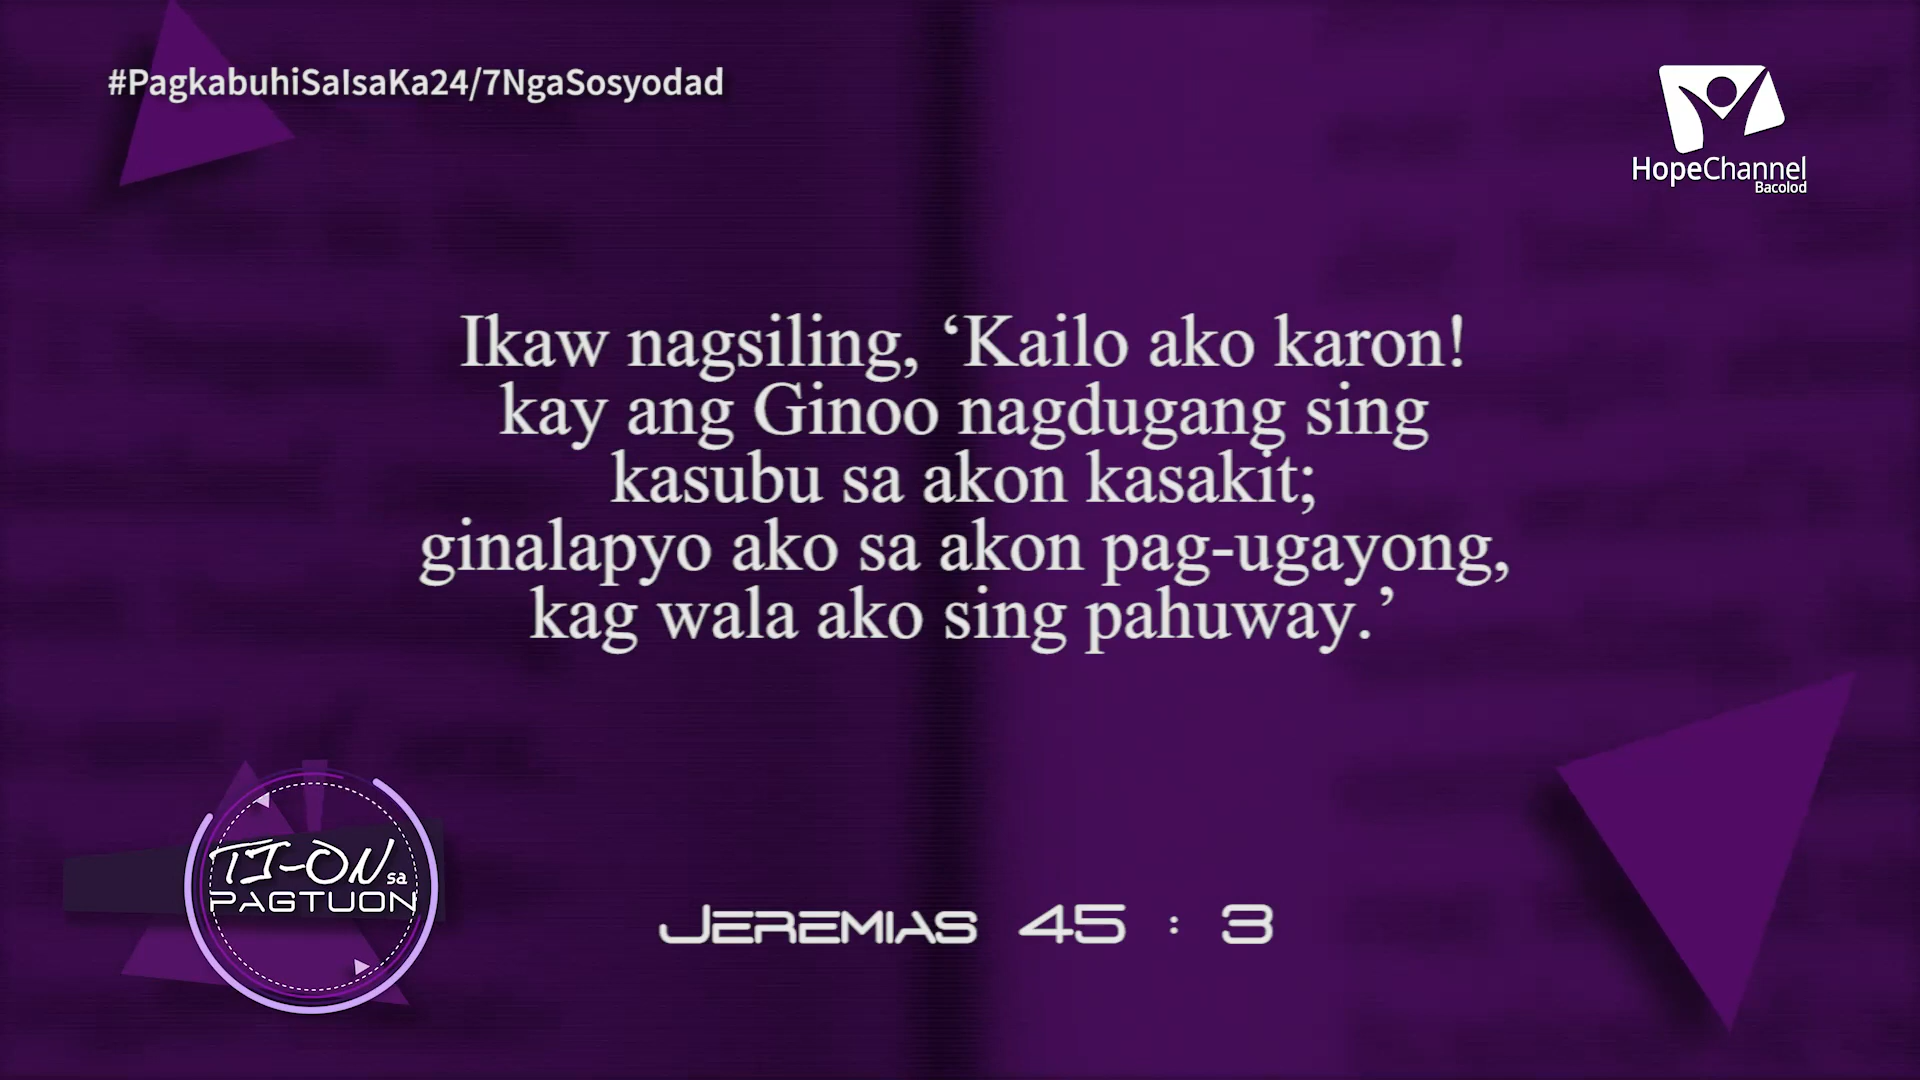 #PagkabuhiSaIsaKa24/7NgaSosyodad
HopeChannel
Bacolod
Ikaw nagsiling, ‘Kailo ako karon!
kay ang Ginoo nagdugang sing
kasubu sa akon kasakit;
ginalapyo ako sa akon pag-ugayong,
kag wala ako sing pahuway.’
TI-ON sa
PAGTUON
JEREMIAS 45 : 3